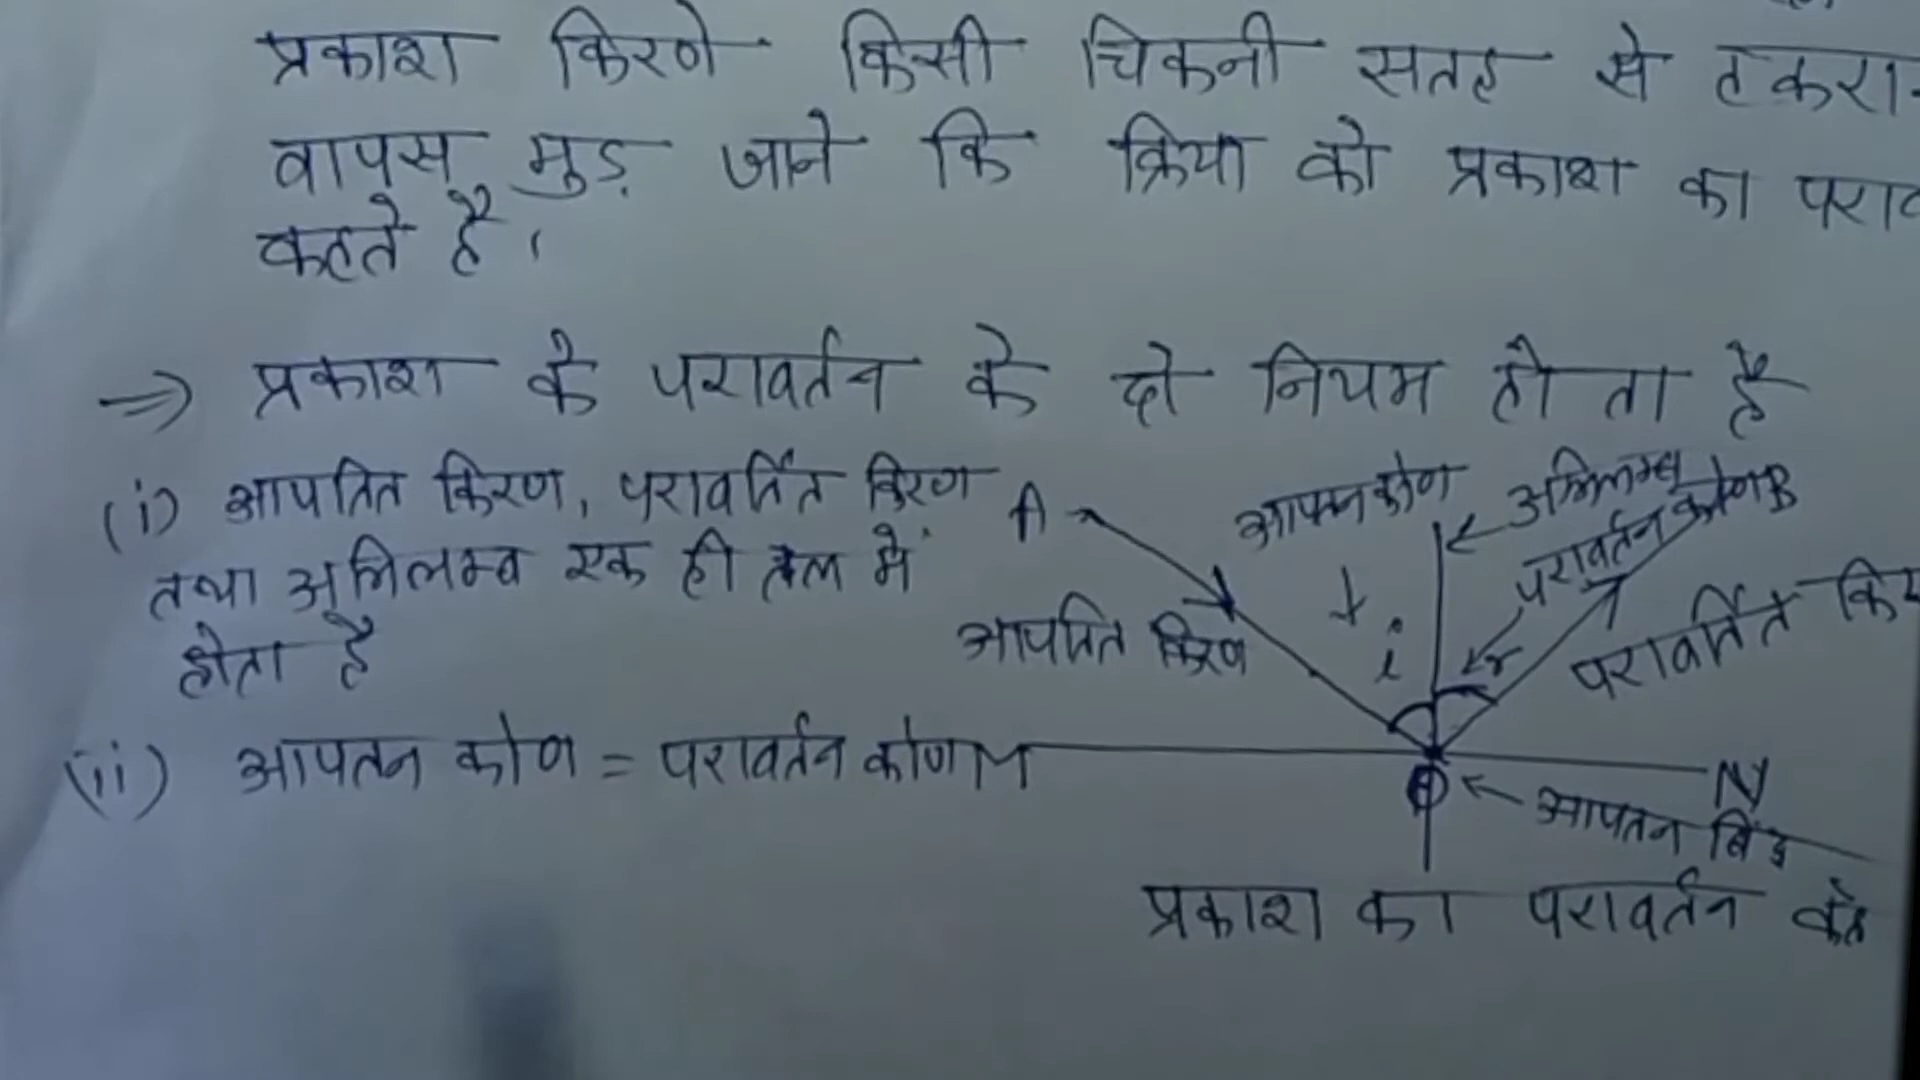 प्रकाश किरणे किसी चिकनी सतह से टकरा
वापस मुड़ जाने कि क्रिया को प्रकाश का पराव
कहते है।
⇒ प्रकाश के परावर्तन के दो नियम होता है
(i) आपतित किरण, परावर्तित किरण
तथा अभिलम्ब एक ही तल में
होता है
(ii) आपतन कोण = परावर्तन कोण
A
आपतन कोण
अभिलम्ब
परावर्तन कोण
B
आपतित किरण
i
r
परावर्तित
M
N
आपतन बिंदु
प्रकाश का परावर्तन